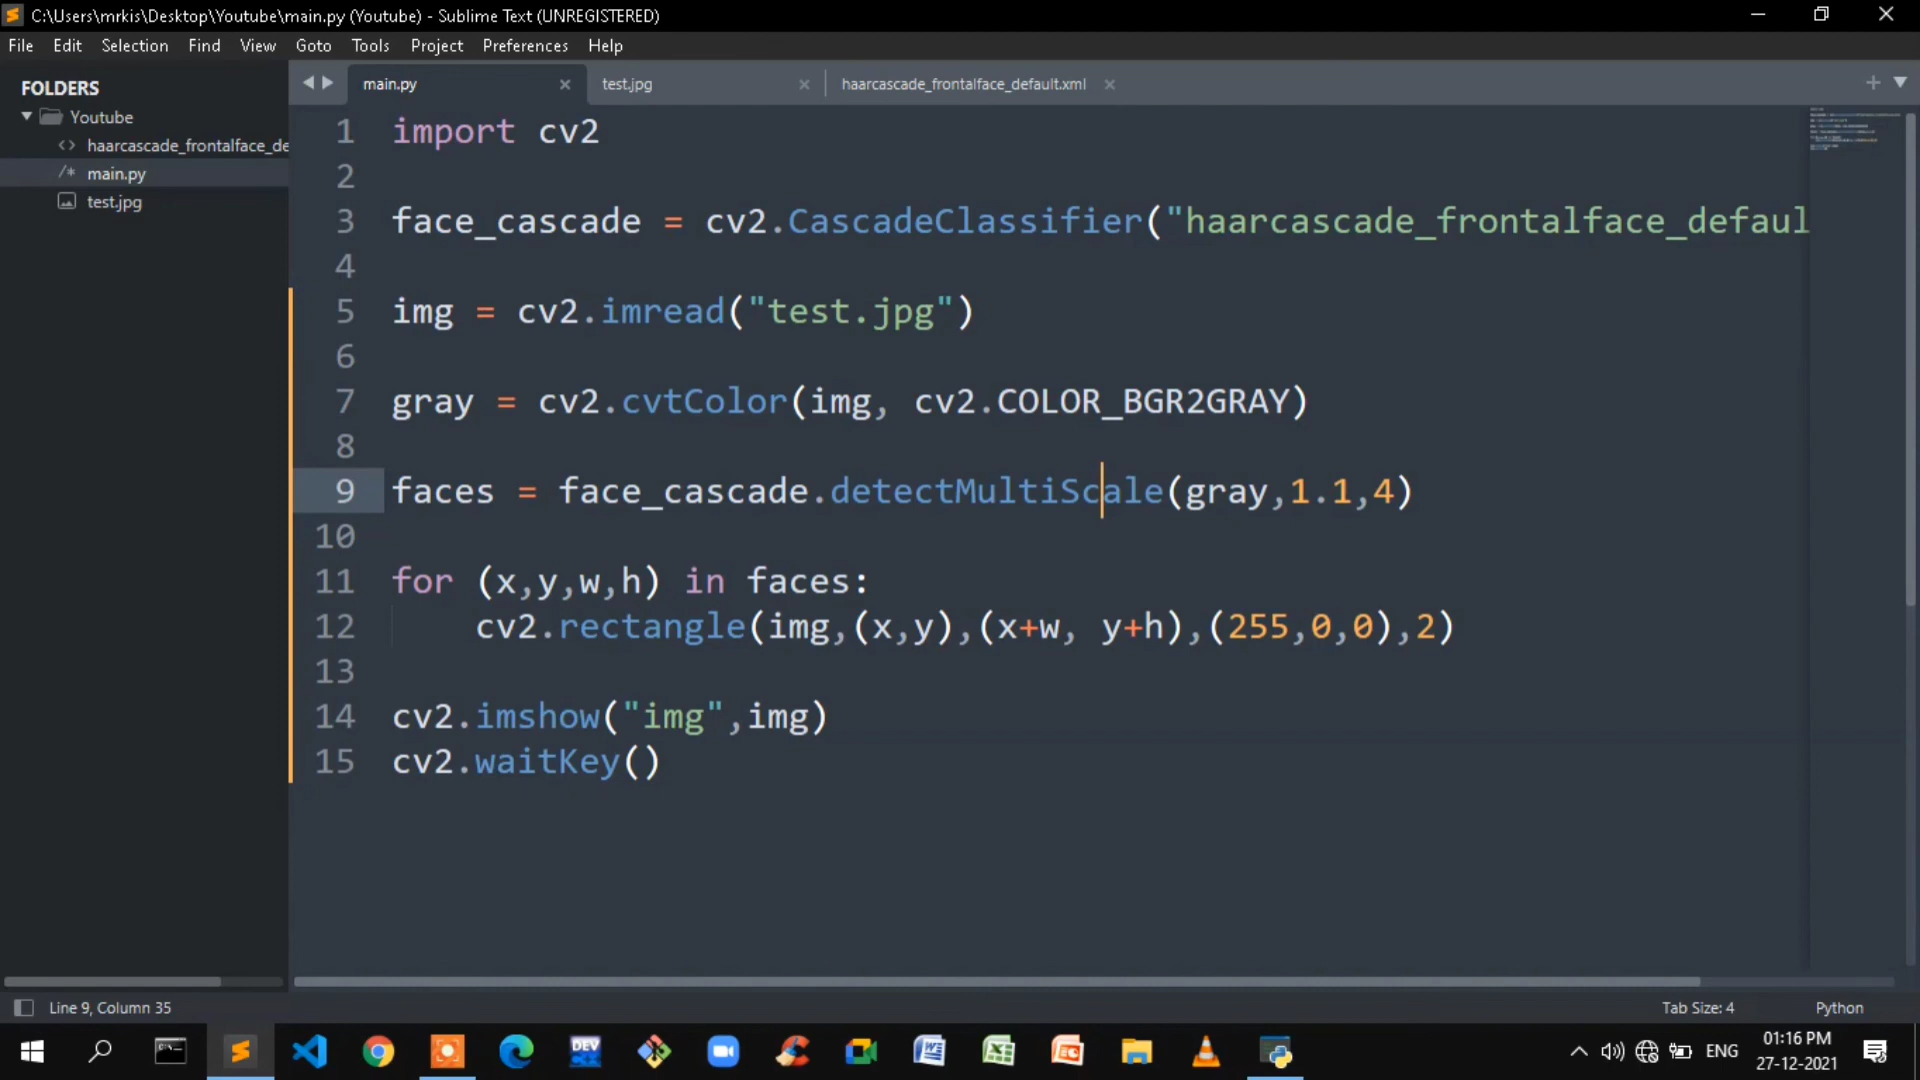 C:\Users\mrkis\Desktop\Youtube\main.py (Youtube) - Sublime Text (UNREGISTERED)
File Edit Selection Find View Goto Tools Project Preferences Help
FOLDERS
Youtube
haarcascade_frontalface_de
main.py
test.jpg
main.py test.jpg haarcascade_frontalface_default.xml
1 import cv2
2
3 face_cascade = cv2.CascadeClassifier("haarcascade_frontalface_defaul
4
5 img = cv2.imread("test.jpg")
6
7 gray = cv2.cvtColor(img, cv2.COLOR_BGR2GRAY)
8
9 faces = face_cascade.detectMultiScale(gray,1.1,4)
10
11 for (x,y,w,h) in faces:
12 cv2.rectangle(img,(x,y),(x+w, y+h),(255,0,0),2)
13
14 cv2.imshow("img",img)
15 cv2.waitKey()
Line 9, Column 35 Tab Size: 4 Python
DEV
ENG
01:16 PM
27-12-2021